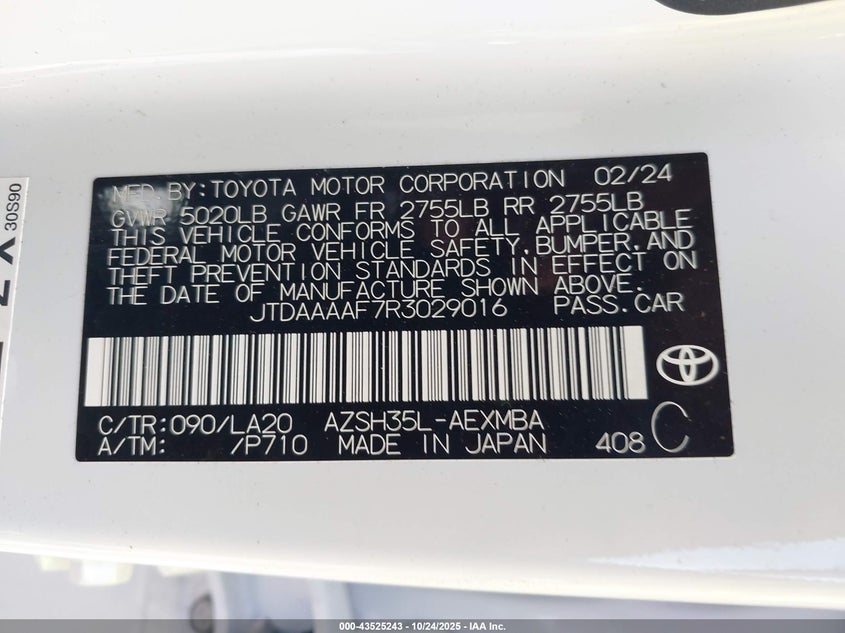 MFD.BY:TOYOTA MOTOR CORPORATION 02/24
GVWR 5020LB GAWR FR 2755LB RR 2755LB
THIS VEHICLE CONFORMS TO ALL APPLICABLE
FEDERAL MOTOR VEHICLE SAFETY,BUMPER,AND
THEFT PREVENTION STANDARDS IN EFFECT ON
THE DATE OF MANUFACTURE SHOWN ABOVE.
JTDAAAAF7R3029016 PASS.CAR
C/TR:090/LA20 AZSH35L-AEXMBA
A/TM: /P710 MADE IN JAPAN 408 C
30S90
000-43525243 - 10/24/2025 - IAA Inc.